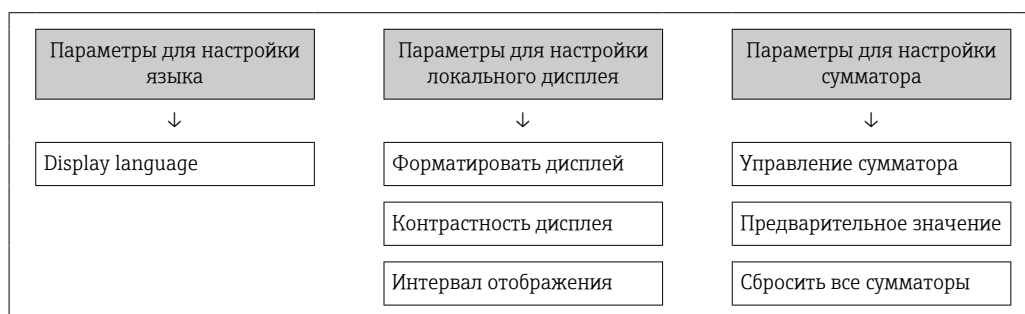 Параметры для настройки
языка
↓
Display language
Параметры для настройки
локального дисплея
↓
Форматировать дисплей
Контрастность дисплея
Интервал отображения
Параметры для настройки
сумматора
↓
Управление сумматора
Предварительное значение
Сбросить все сумматоры